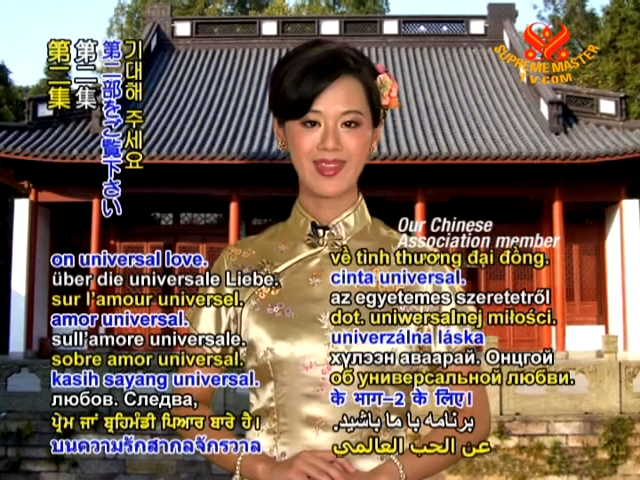 第二集
第二集
第二部をご覧下さい
기대해 주세요
SUPREME MASTER
TV.COM
Our Chinese
Association member
on universal love.
über die universale Liebe.
sur l'amour universel.
amor universal.
sull'amore universale.
sobre amor universal.
kasih sayang universal.
любов. Следва,
ਪ੍ਰੇਮ ਜਾਂ ਬ੍ਰਹਿਮੰਡੀ ਪਿਆਰ ਬਾਰੇ ਹੈ।
บนความรักสากลจักรวาล
về tình thương đại đồng.
cinta universal.
az egyetemes szeretetről
dot. uniwersalnej miłości.
univerzálna láska
хүлээн аваарай. Онцгой
об универсальной любви.
के भाग-2 के लिए।
برنامه با ما باشید.
عن الحب العالمي